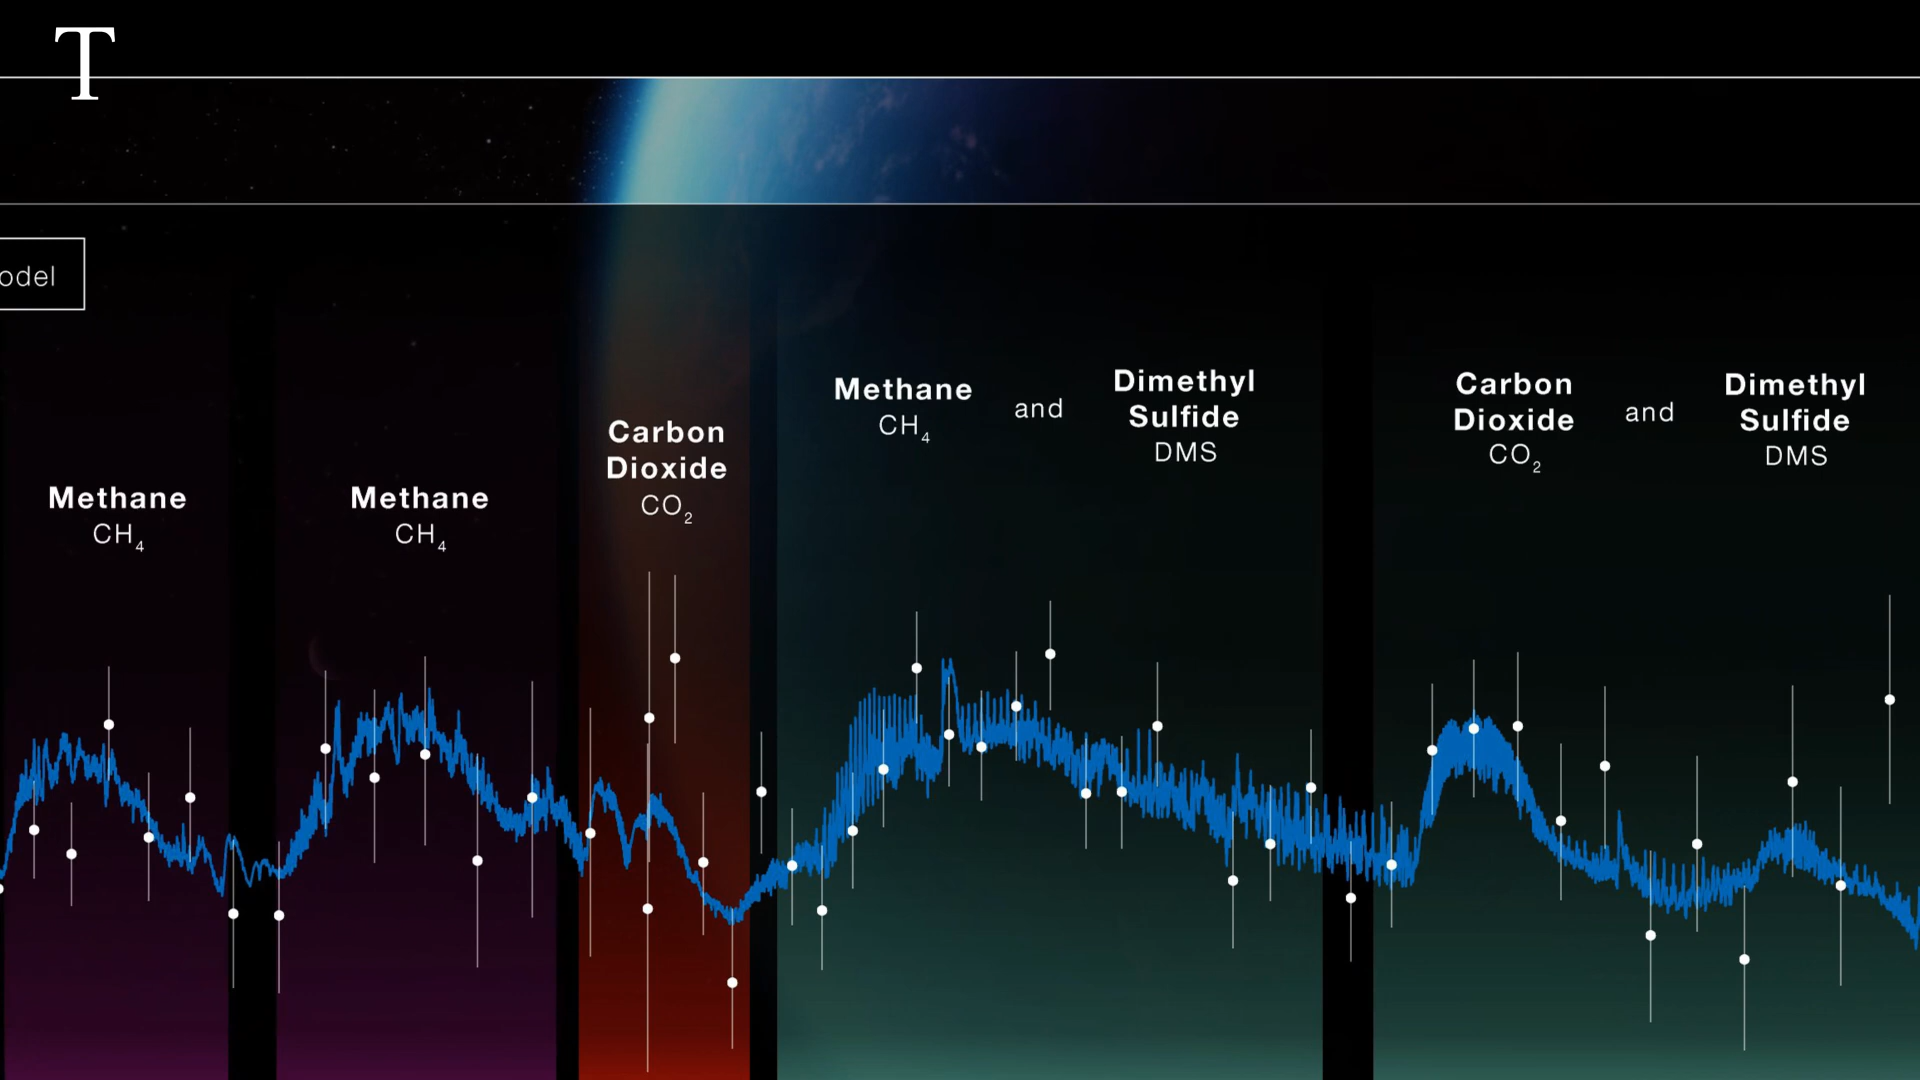 T
odel
Methane
CH₄
Methane
CH₄
Carbon
Dioxide
CO₂
Methane
CH₄
and
Dimethyl
Sulfide
DMS
Carbon
Dioxide
CO₂
and
Dimethyl
Sulfide
DMS